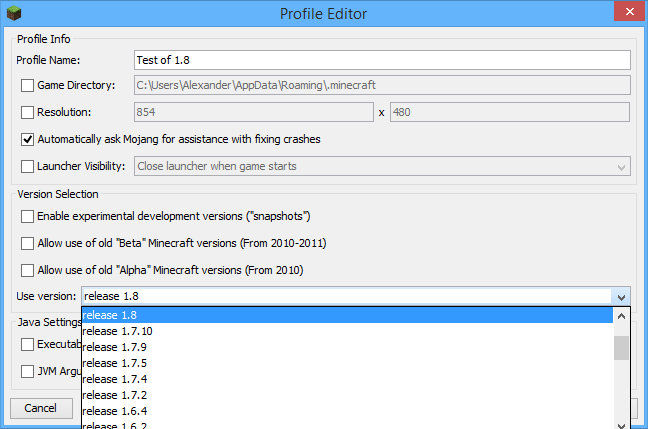 Profile Editor
Profile Info
Profile Name: Test of 1.8
Game Directory: C:\Users\Alexander\AppData\Roaming\.minecraft
Resolution: 854 x 480
Automatically ask Mojang for assistance with fixing crashes
Launcher Visibility: Close launcher when game starts
Version Selection
Enable experimental development versions ("snapshots")
Allow use of old "Beta" Minecraft versions (From 2010-2011)
Allow use of old "Alpha" Minecraft versions (From 2010)
Use version: release 1.8
release 1.8
Java Settings
release 1.7.10
Executab
release 1.7.9
release 1.7.5
JVM Argu
release 1.7.4
release 1.7.2
Cancel
release 1.6.4
release 1.6.2